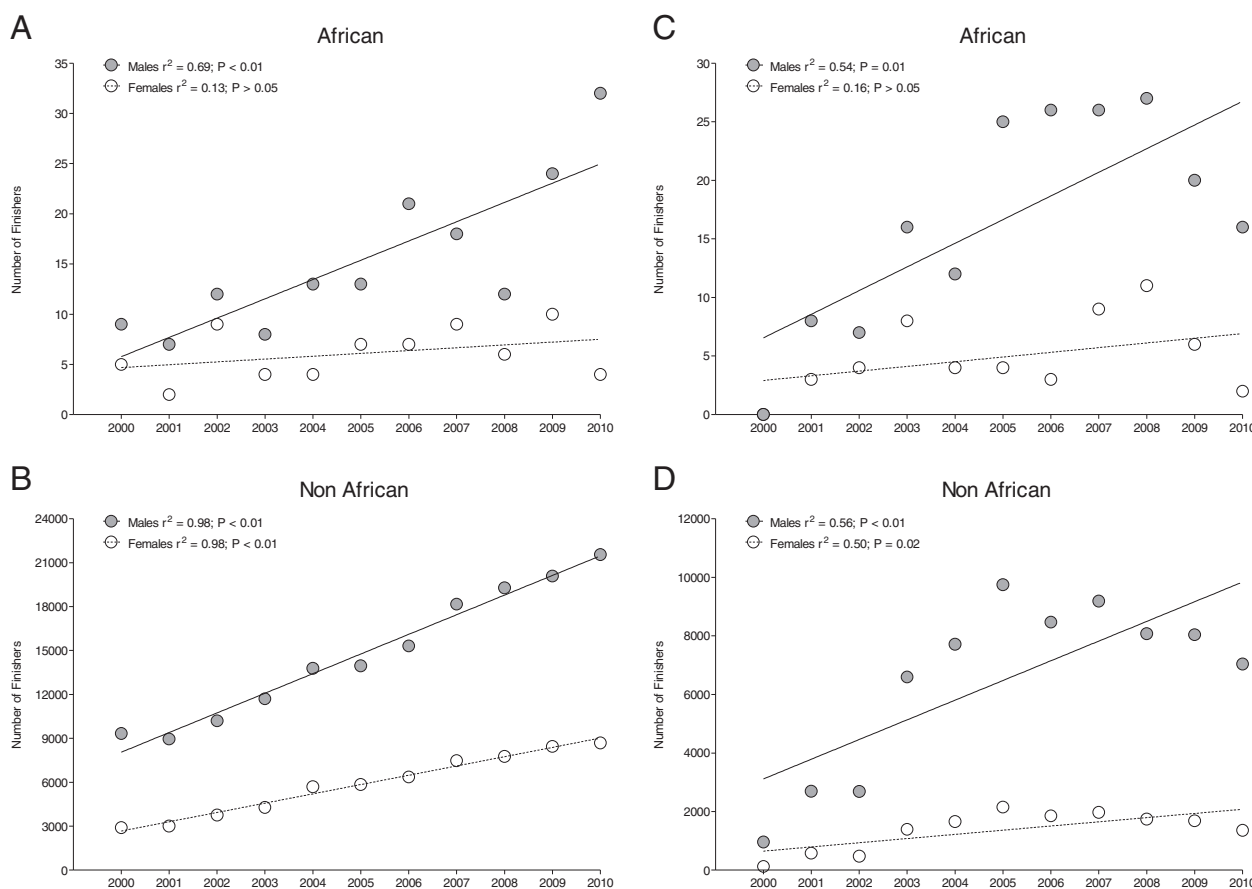 A
African
Males r² = 0.69; P < 0.01
Females r² = 0.13; P > 0.05
Number of Finishers
35
30
25
20
15
10
5
0
2000 2001 2002 2003 2004 2005 2006 2007 2008 2009 2010
C
African
Males r² = 0.54; P = 0.01
Females r² = 0.16; P > 0.05
Number of Finishers
30
25
20
15
10
5
0
2000 2001 2002 2003 2004 2005 2006 2007 2008 2009 2010
B
Non African
Males r² = 0.98; P < 0.01
Females r² = 0.98; P < 0.01
Number of Finishers
24000
21000
18000
15000
12000
9000
6000
3000
0
2000 2001 2002 2003 2004 2005 2006 2007 2008 2009 2010
D
Non African
Males r² = 0.56; P < 0.01
Females r² = 0.50; P = 0.02
Number of Finishers
12000
10000
8000
6000
4000
2000
0
2000 2001 2002 2003 2004 2005 2006 2007 2008 2009 2010